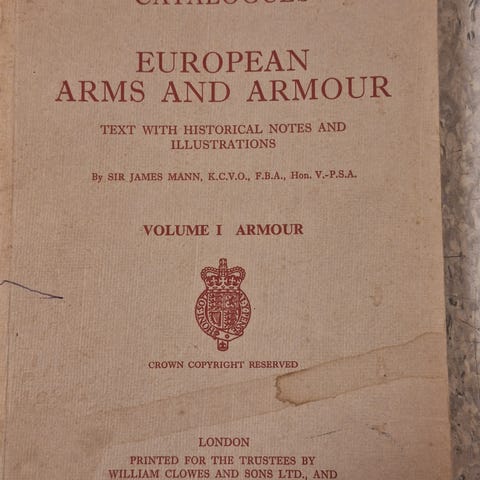 CATALOGUES
EUROPEAN
ARMS AND ARMOUR
TEXT WITH HISTORICAL NOTES AND
ILLUSTRATIONS
By SIR JAMES MANN, K.C.V.O., F.B.A., Hon. V.-P.S.A.
VOLUME I ARMOUR
CROWN COPYRIGHT RESERVED
LONDON
PRINTED FOR THE TRUSTEES BY
WILLIAM CLOWES AND SONS LTD., AND